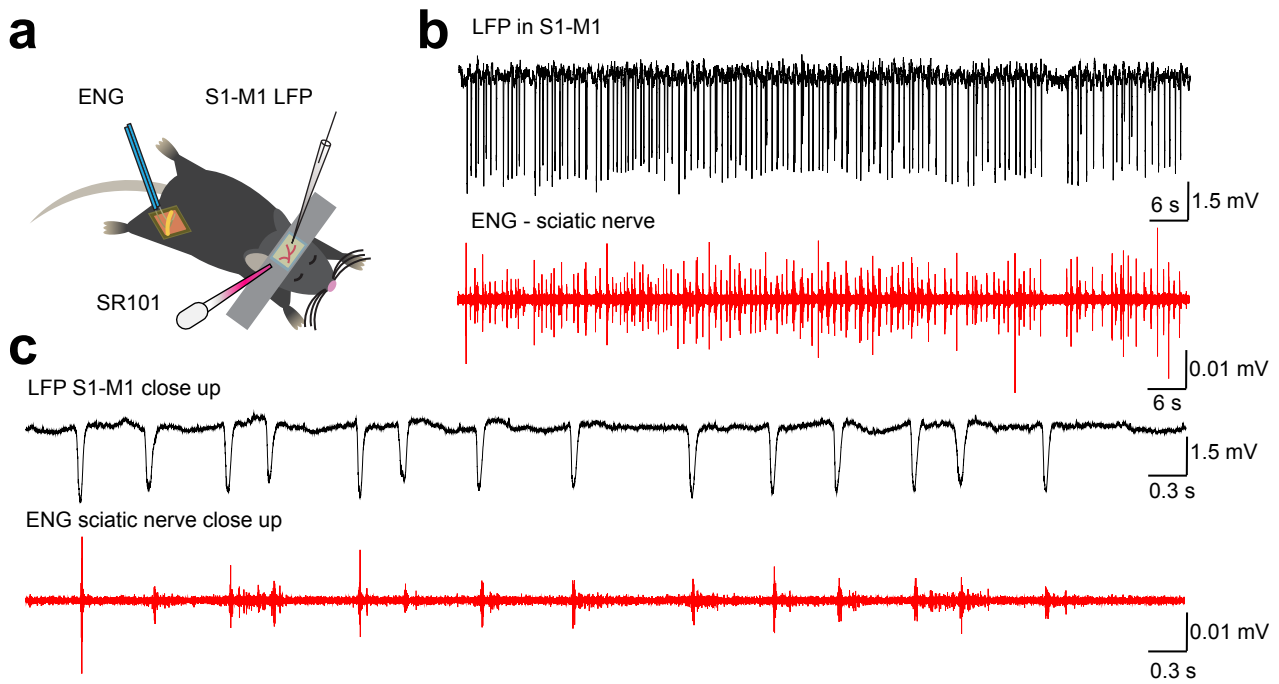 a
ENG
S1-M1 LFP
SR101
b
LFP in S1-M1
6 s
1.5 mV
ENG - sciatic nerve
0.01 mV
6 s
c
LFP S1-M1 close up
1.5 mV
0.3 s
ENG sciatic nerve close up
0.01 mV
0.3 s